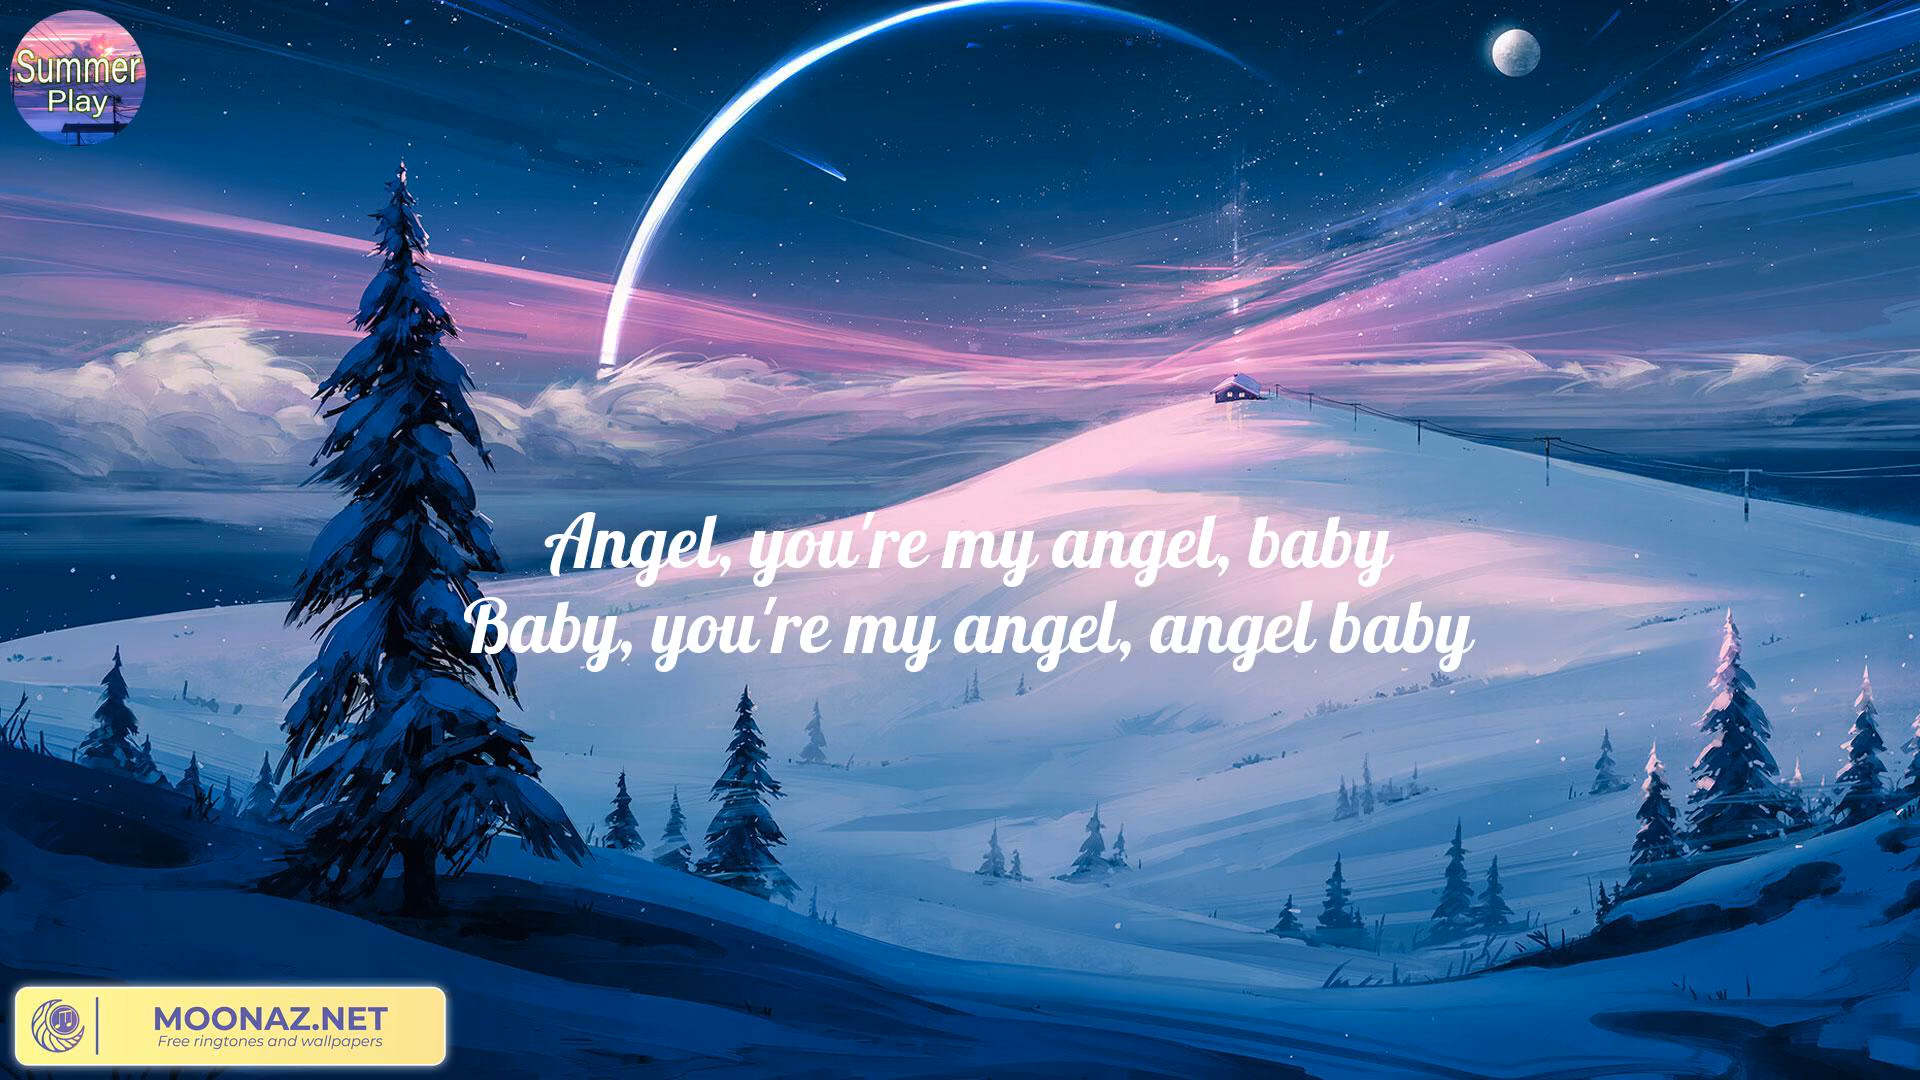 Summer
Play
Angel, you're my angel, baby
Baby, you're my angel, angel baby
MOONAZ.NET
Free ringtones and wallpapers